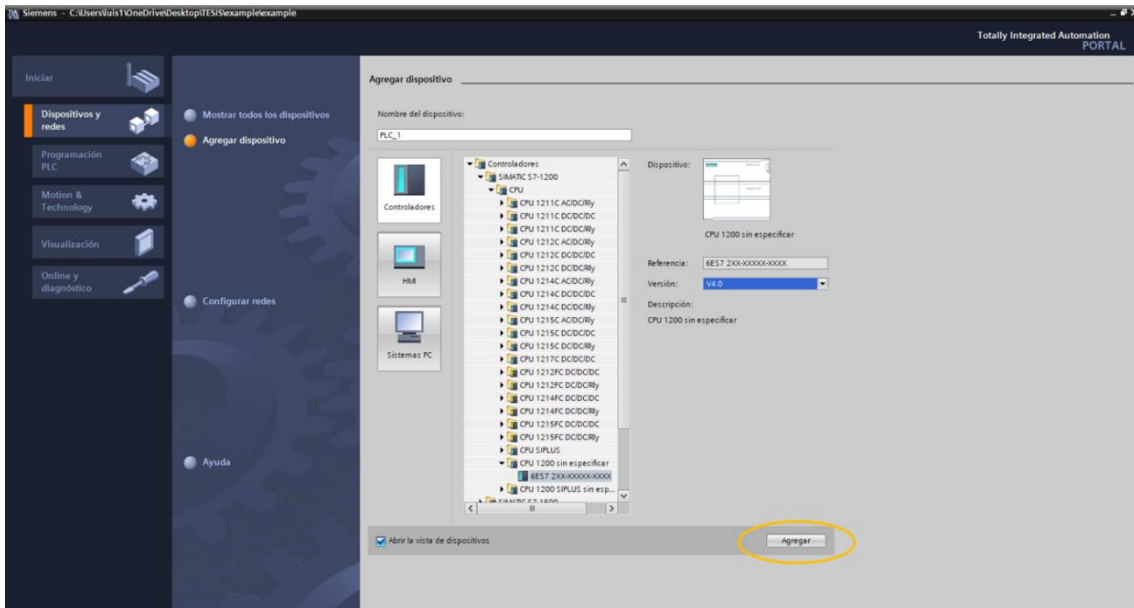 Siemens - C:\Users\luis1\OneDrive\Desktop\TESIS\example\example
Totally Integrated Automation
PORTAL
Iniciar
Dispositivos y
redes
Programación
PLC
Motion &
Technology
Visualización
Online y
diagnóstico
Mostrar todos los dispositivos
Agregar dispositivo
Configurar redes
Ayuda
Agregar dispositivo
Nombre del dispositivo:
PLC_1
Controladores
HMI
Sistemas PC
Controladores
SIMATIC S7-1200
CPU
CPU 1211C AC/DC/Rly
CPU 1211C DC/DC/DC
CPU 1211C DC/DC/Rly
CPU 1212C AC/DC/Rly
CPU 1212C DC/DC/DC
CPU 1212C DC/DC/Rly
CPU 1214C AC/DC/Rly
CPU 1214C DC/DC/DC
CPU 1214C DC/DC/Rly
CPU 1215C AC/DC/Rly
CPU 1215C DC/DC/DC
CPU 1215C DC/DC/Rly
CPU 1217C DC/DC/DC
CPU 1212FC DC/DC/DC
CPU 1212FC DC/DC/Rly
CPU 1214FC DC/DC/DC
CPU 1214FC DC/DC/Rly
CPU 1215FC DC/DC/DC
CPU 1215FC DC/DC/Rly
CPU SIPLUS
CPU 1200 sin especificar
6ES7 2XX-XXXXX-XXXX
CPU 1200 SIPLUS sin esp...
SIMATIC S7-1500
Dispositivo:
CPU 1200 sin especificar
Referencia: 6ES7 2XX-XXXXX-XXXX
Versión: V4.0
Descripción:
CPU 1200 sin especificar
Abrir la vista de dispositivos
Agregar